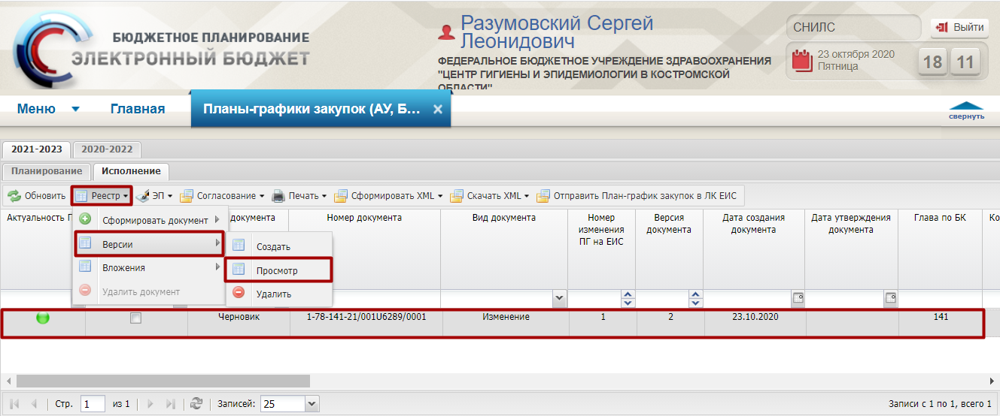 БЮДЖЕТНОЕ ПЛАНИРОВАНИЕ
ЭЛЕКТРОННЫЙ БЮДЖЕТ
Разумовский Сергей
Леонидович
ФЕДЕРАЛЬНОЕ БЮДЖЕТНОЕ УЧРЕЖДЕНИЕ ЗДРАВООХРАНЕНИЯ
"ЦЕНТР ГИГИЕНЫ И ЭПИДЕМИОЛОГИИ В КОСТРОМСКОЙ
ОБЛАСТИ"
СНИЛС
Выйти
23 октября 2020
Пятница
18 11
Меню Главная Планы-графики закупок (АУ, Б...
свернуть
2021-2023 2020-2022
Планирование Исполнение
Обновить Реестр ЭП Согласование Печать Сформировать XML Скачать XML Отправить План-график закупок в ЛК ЕИС
Актуальность П
документа
Номер документа
Вид документа
Номер
изменения
ПГ на ЕИС
Версия
документа
Дата создания
документа
Дата утверждения
документа
Глава по БК
Ко
Сформировать документ
Версии
Вложения
Удалить документ
Создать
Просмотр
Удалить
Черновик 1-78-141-21/001U6289/0001 Изменение 1 2 23.10.2020 141
Стр. 1 из 1 Записей: 25 Записи с 1 по 1, всего 1